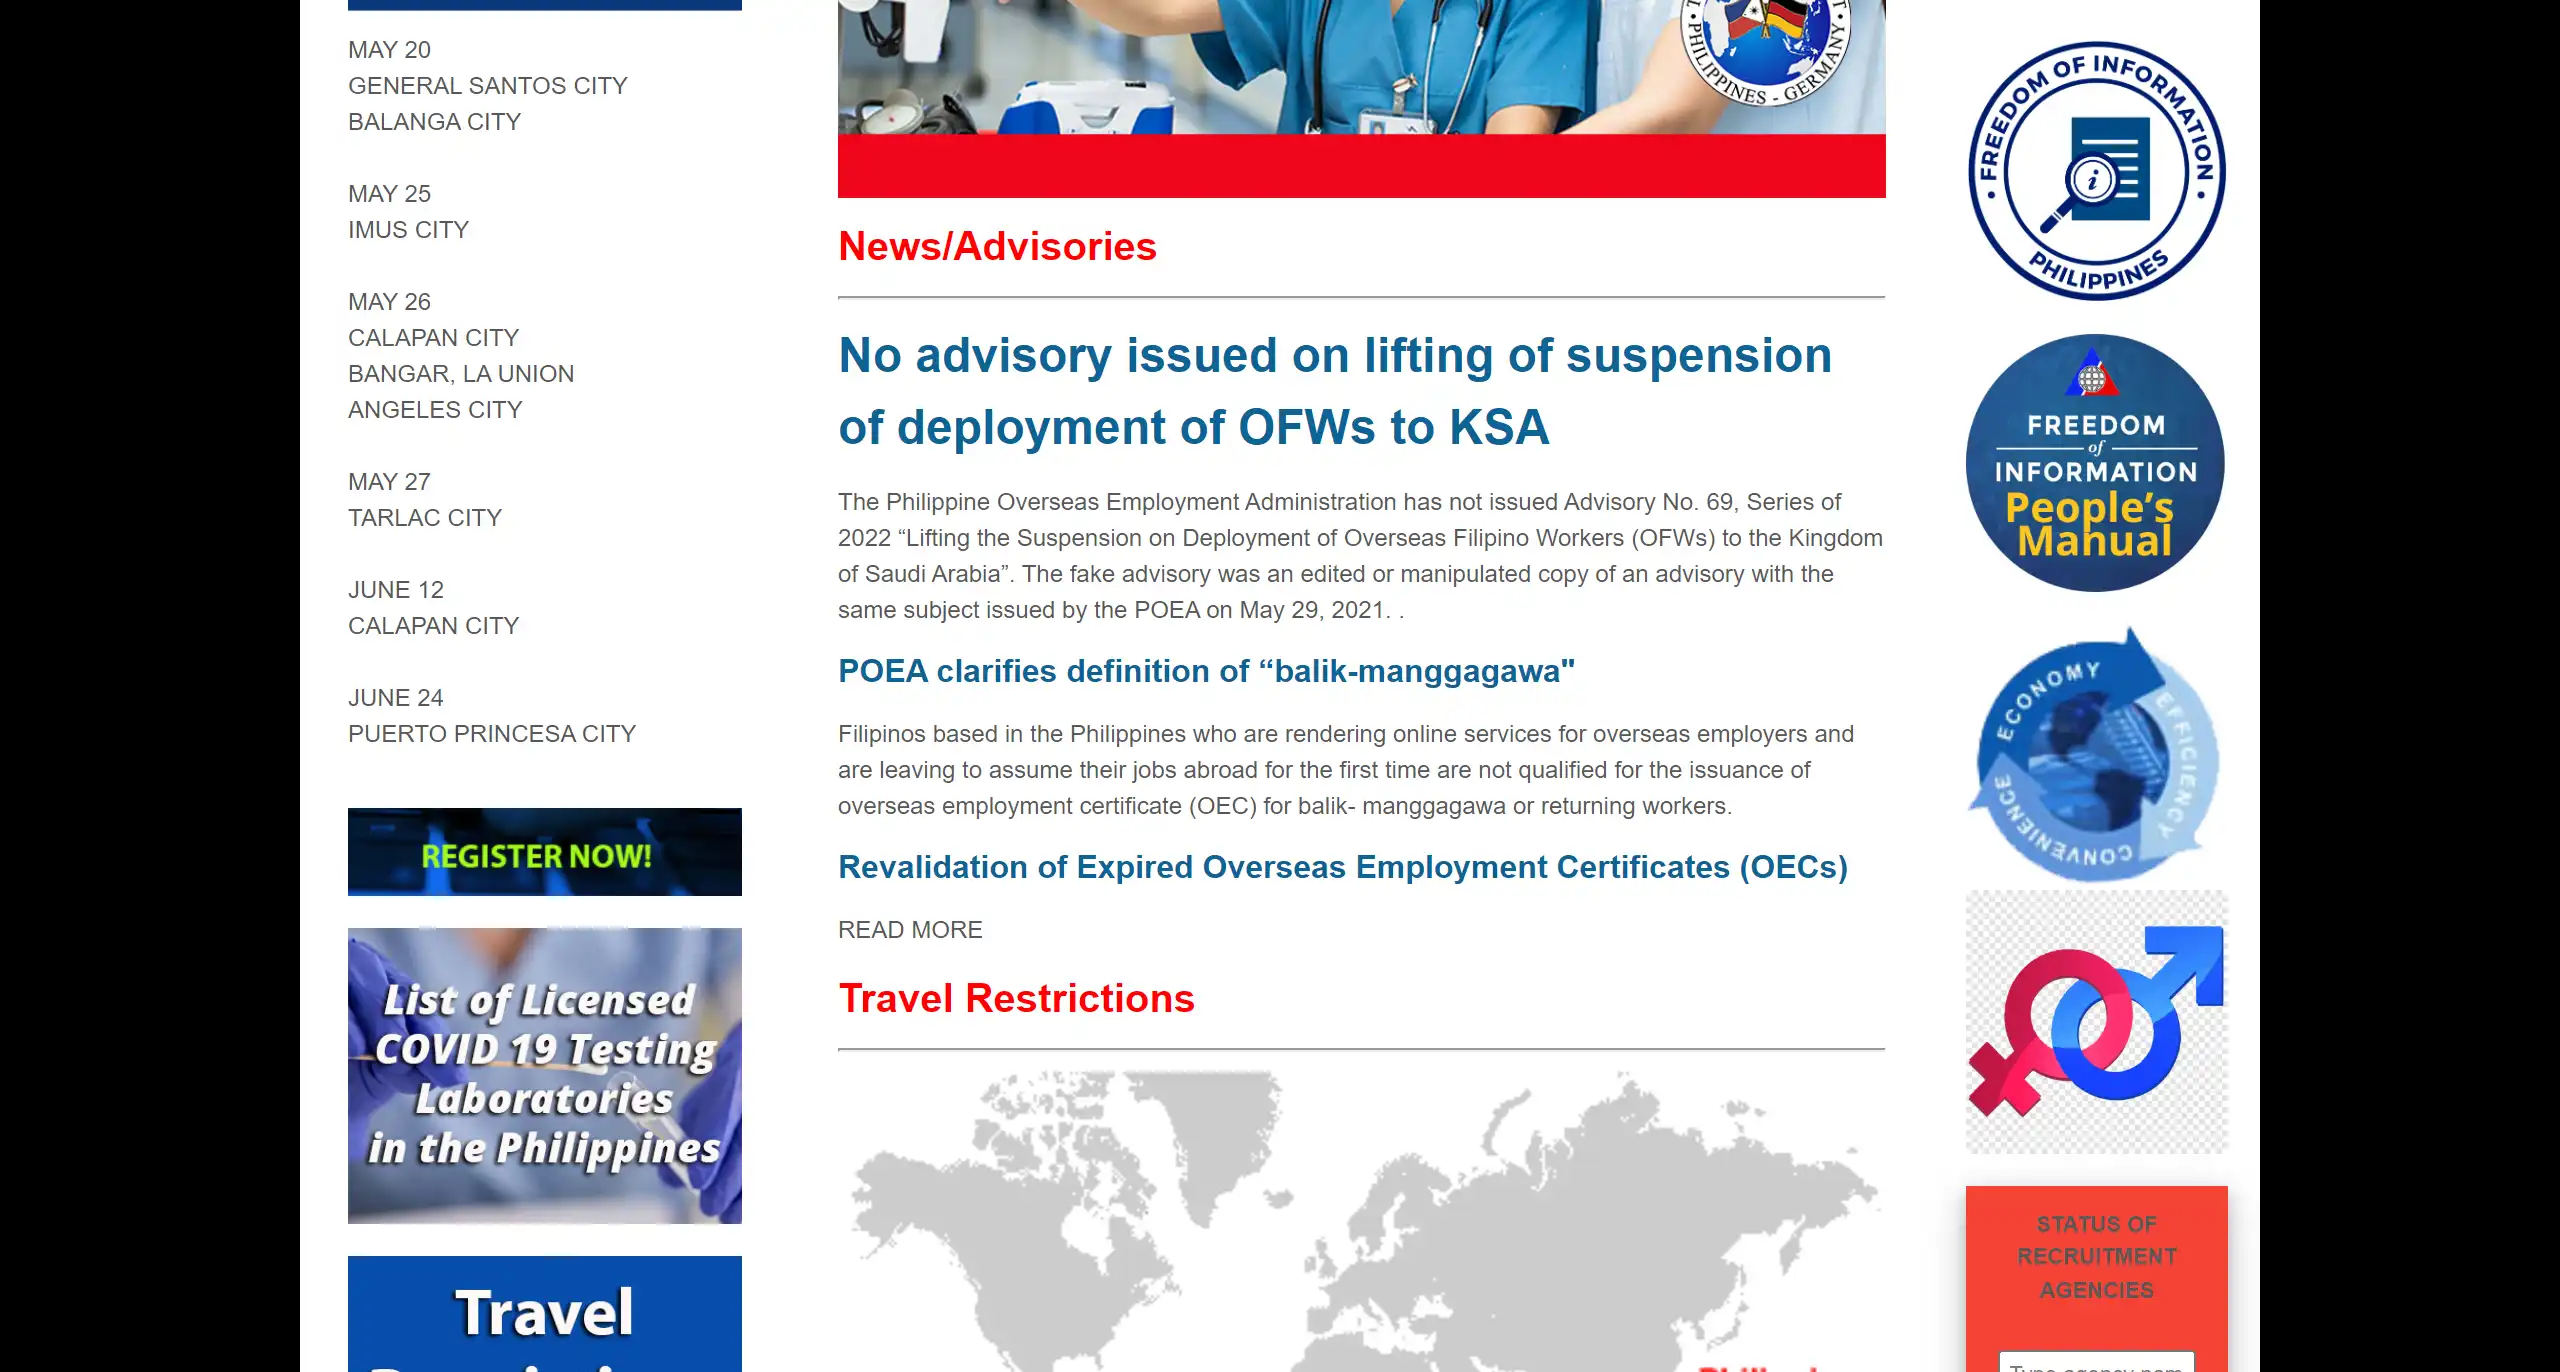 MAY 20
GENERAL SANTOS CITY
BALANGA CITY
MAY 25
IMUS CITY
MAY 26
CALAPAN CITY
BANGAR, LA UNION
ANGELES CITY
MAY 27
TARLAC CITY
JUNE 12
CALAPAN CITY
JUNE 24
PUERTO PRINCESA CITY
REGISTER NOW!
List of Licensed
COVID 19 Testing
Laboratories
in the Philippines
Travel
PHILIPPINES - GERMANY
News/Advisories
No advisory issued on lifting of suspension
of deployment of OFWs to KSA
The Philippine Overseas Employment Administration has not issued Advisory No. 69, Series of
2022 “Lifting the Suspension on Deployment of Overseas Filipino Workers (OFWs) to the Kingdom
of Saudi Arabia”. The fake advisory was an edited or manipulated copy of an advisory with the
same subject issued by the POEA on May 29, 2021. .
POEA clarifies definition of “balik-manggagawa"
Filipinos based in the Philippines who are rendering online services for overseas employers and
are leaving to assume their jobs abroad for the first time are not qualified for the issuance of
overseas employment certificate (OEC) for balik- manggagawa or returning workers.
Revalidation of Expired Overseas Employment Certificates (OECs)
READ MORE
Travel Restrictions
• FREEDOM OF INFORMATION •
i
PHILIPPINES
FREEDOM
of
INFORMATION
People’s
Manual
ECONOMY
EFFICIENCY
CONVENIENCE
STATUS OF
RECRUITMENT
AGENCIES